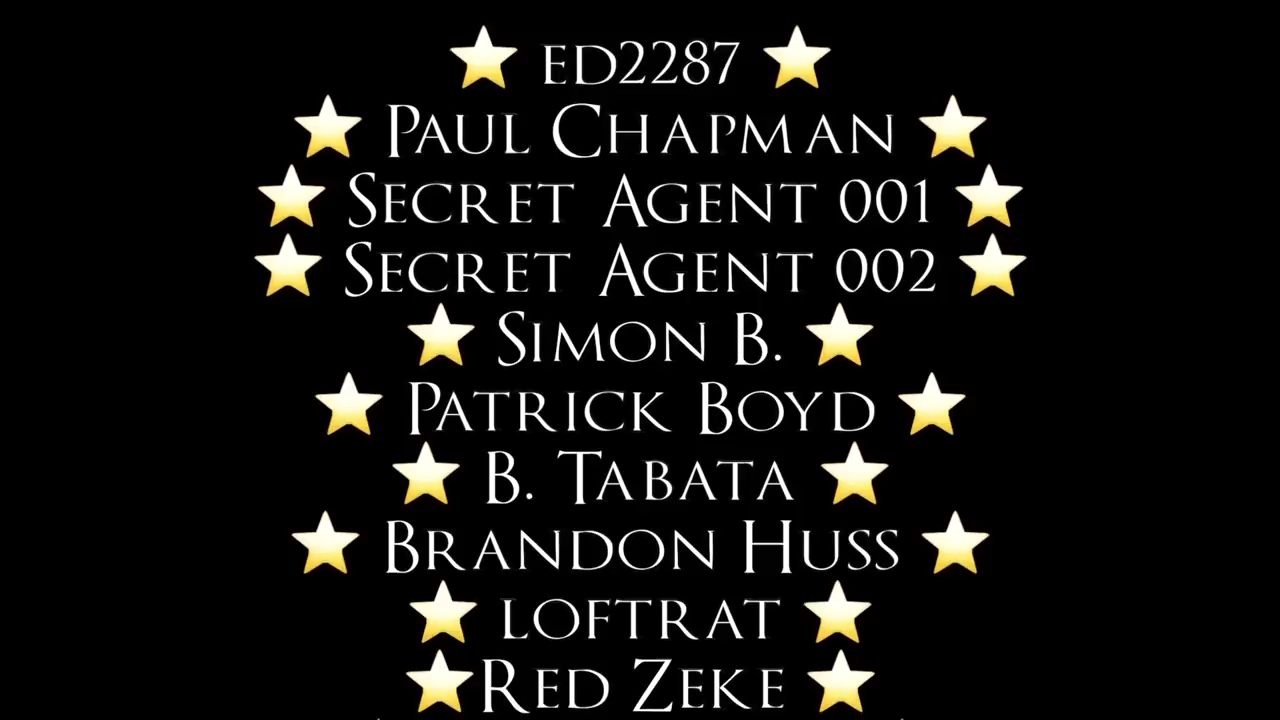 ⭐ ED2287 ⭐
⭐ Paul Chapman ⭐
⭐ Secret Agent 001 ⭐
⭐ Secret Agent 002 ⭐
⭐ Simon B. ⭐
⭐ Patrick Boyd ⭐
⭐ B. Tabata ⭐
⭐ Brandon Huss ⭐
⭐ loftrat ⭐
⭐ Red Zeke ⭐